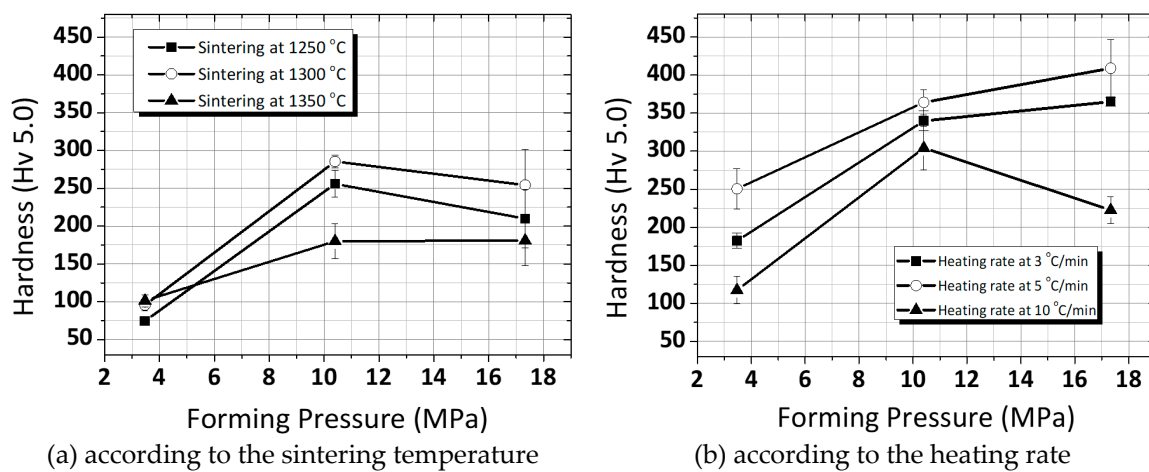 450
400
350
300
250
200
150
100
50
Hardness (Hv 5.0)
Sintering at 1250 °C
Sintering at 1300 °C
Sintering at 1350 °C
2 4 6 8 10 12 14 16 18
Forming Pressure (MPa)
(a) according to the sintering temperature
450
400
350
300
250
200
150
100
50
Hardness (Hv 5.0)
Heating rate at 3 °C/min
Heating rate at 5 °C/min
Heating rate at 10 °C/min
2 4 6 8 10 12 14 16 18
Forming Pressure (MPa)
(b) according to the heating rate